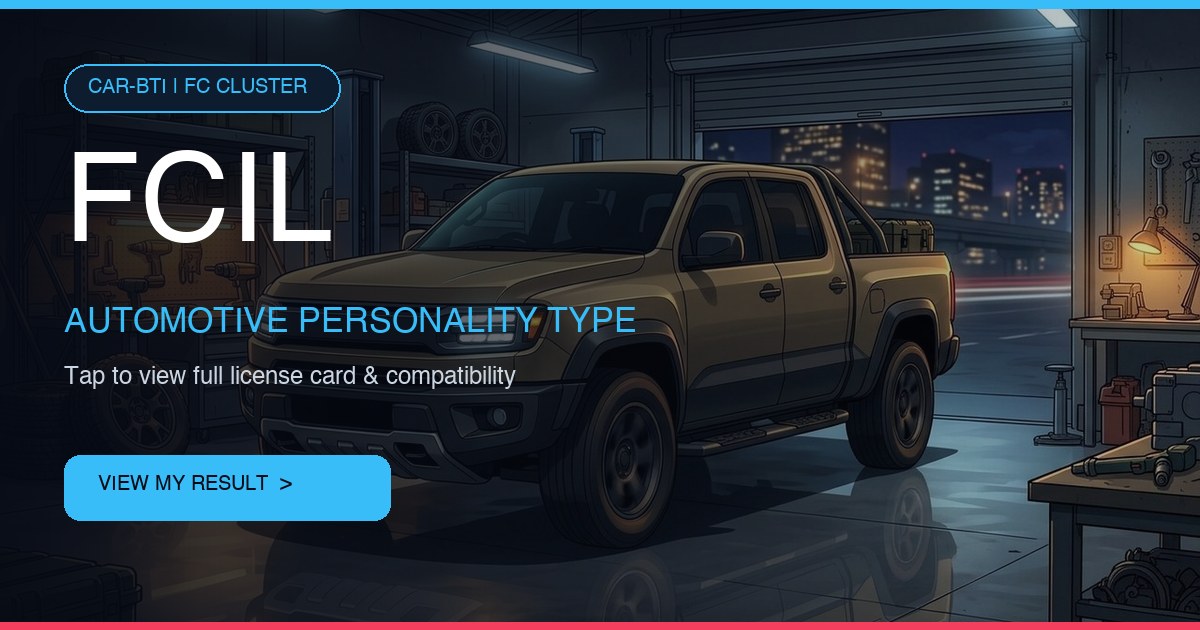 CAR-BTI | FC CLUSTER
FCIL
AUTOMOTIVE PERSONALITY TYPE
Tap to view full license card & compatibility
VIEW MY RESULT >